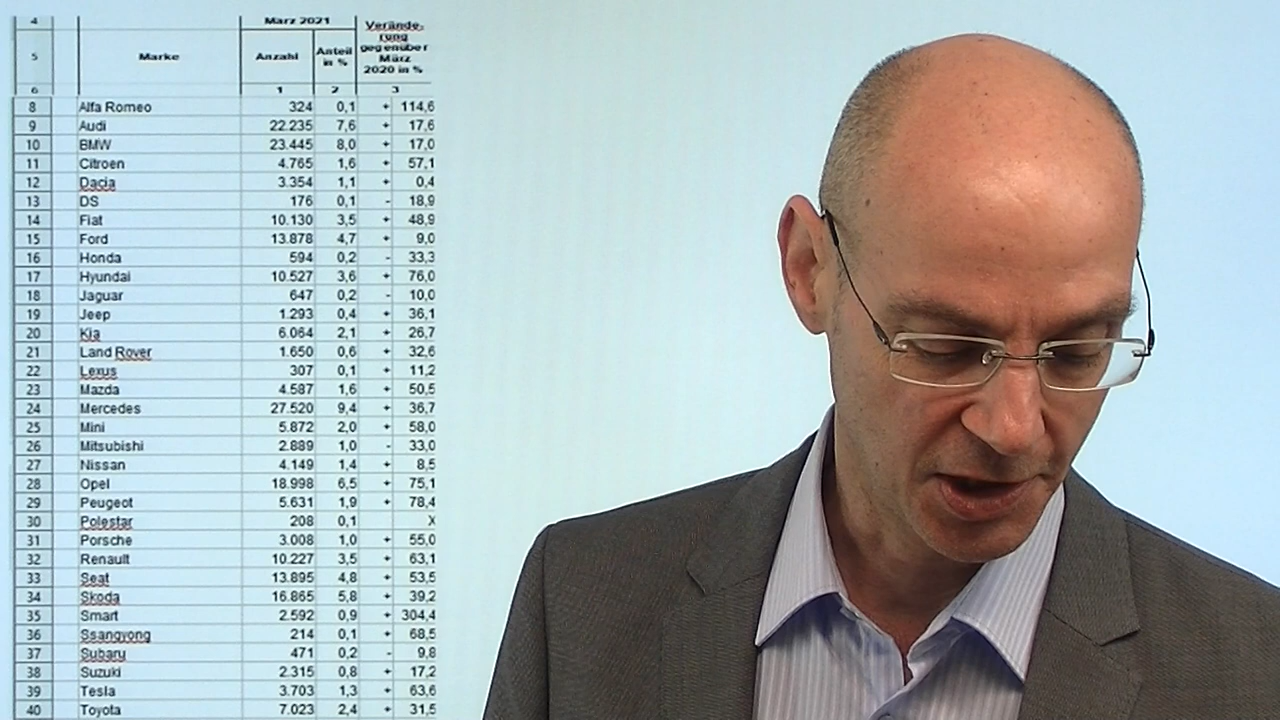 4 März 2021 Verände-
rung
5 Marke Anzahl Anteil gegenüber
in % März
2020 in %
6 1 2 3
8 Alfa Romeo 324 0,1 + 114,6
9 Audi 22.235 7,6 + 17,6
10 BMW 23.445 8,0 + 17,0
11 Citroen 4.765 1,6 + 57,1
12 Dacia 3.354 1,1 + 0,4
13 DS 176 0,1 - 18,9
14 Fiat 10.130 3,5 + 48,9
15 Ford 13.878 4,7 + 9,0
16 Honda 594 0,2 - 33,3
17 Hyundai 10.527 3,6 + 76,0
18 Jaguar 647 0,2 - 10,0
19 Jeep 1.293 0,4 + 36,1
20 Kia 6.064 2,1 + 26,7
21 Land Rover 1.650 0,6 + 32,6
22 Lexus 307 0,1 + 11,2
23 Mazda 4.587 1,6 + 50,5
24 Mercedes 27.520 9,4 + 36,7
25 Mini 5.872 2,0 + 58,0
26 Mitsubishi 2.889 1,0 - 33,0
27 Nissan 4.149 1,4 + 8,5
28 Opel 18.998 6,5 + 75,1
29 Peugeot 5.631 1,9 + 78,4
30 Polestar 208 0,1 X
31 Porsche 3.008 1,0 + 55,0
32 Renault 10.227 3,5 + 63,1
33 Seat 13.895 4,8 + 53,5
34 Skoda 16.865 5,8 + 39,2
35 Smart 2.592 0,9 + 304,4
36 Ssangyong 214 0,1 + 68,5
37 Subaru 471 0,2 - 9,8
38 Suzuki 2.315 0,8 + 17,2
39 Tesla 3.703 1,3 + 63,6
40 Toyota 7.023 2,4 + 31,5